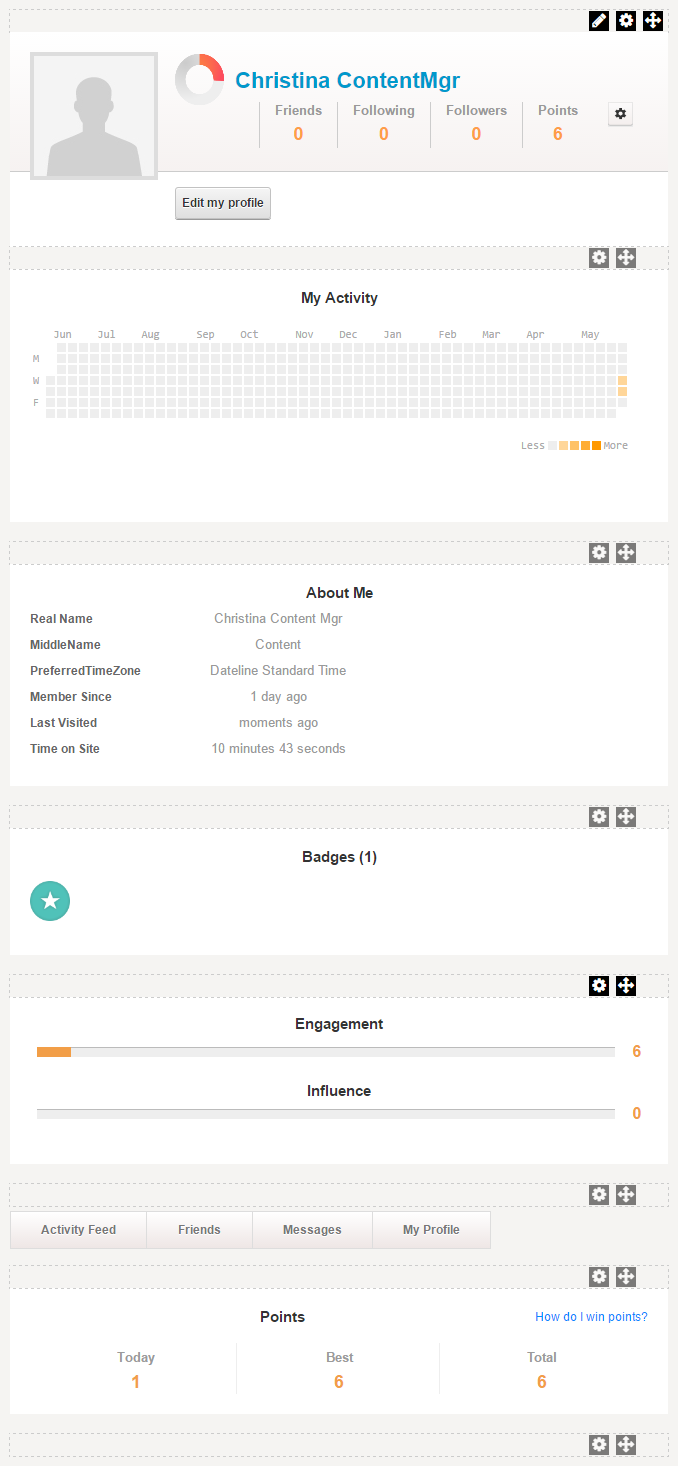 Christina ContentMgr
Friends Following Followers Points
0 0 0 6
Edit my profile
My Activity
Jun Jul Aug Sep Oct Nov Dec Jan Feb Mar Apr May
M
W
F
Less More
About Me
Real Name Christina Content Mgr
MiddleName Content
PreferredTimeZone Dateline Standard Time
Member Since 1 day ago
Last Visited moments ago
Time on Site 10 minutes 43 seconds
Badges (1)
Engagement
6
Influence
0
Activity Feed Friends Messages My Profile
Points How do I win points?
Today Best Total
1 6 6